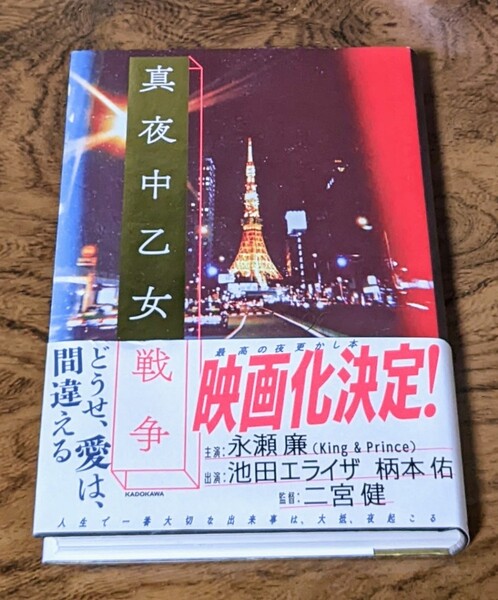 真夜中乙女戦争
KADOKAWA
どうせ、愛は、
間違える
最高の夜更かし本
映画化決定!
主演:永瀬廉(King & Prince)
出演:池田エライザ 柄本佑
監督:二宮健
人生で一番大切な出来事は、大抵、夜起こる